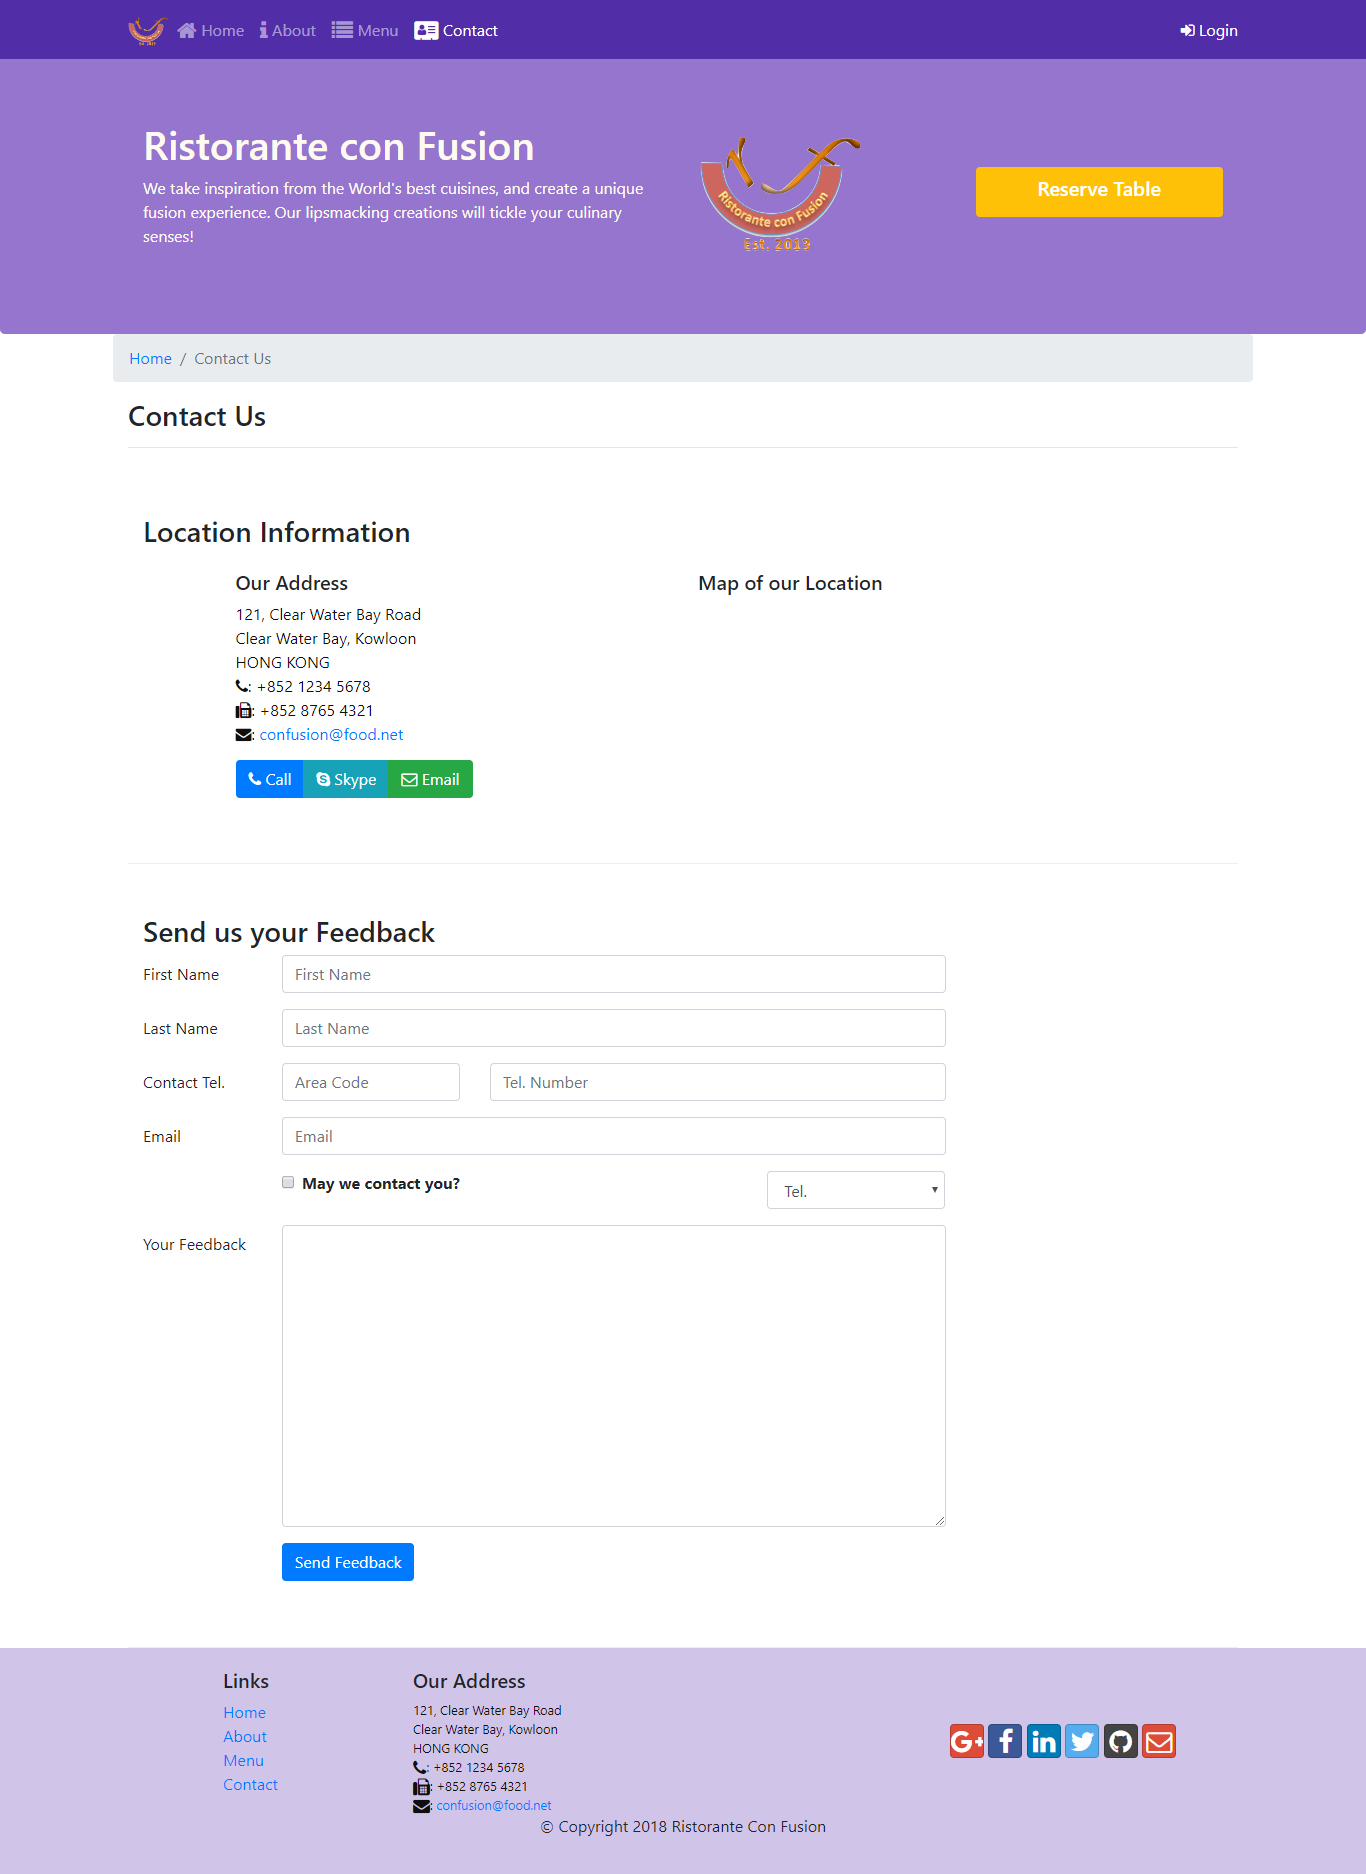 Home About Menu Contact Login
Ristorante con Fusion
We take inspiration from the World's best cuisines, and create a unique
fusion experience. Our lipsmacking creations will tickle your culinary
senses!
Ristorante con Fusion
Est. 2013
Reserve Table
Home / Contact Us
Contact Us
Location Information
Our Address
121, Clear Water Bay Road
Clear Water Bay, Kowloon
HONG KONG
: +852 1234 5678
: +852 8765 4321
: confusion@food.net
Call Skype Email
Map of our Location
Send us your Feedback
First Name First Name
Last Name Last Name
Contact Tel. Area Code Tel. Number
Email Email
May we contact you? Tel.
Your Feedback
Send Feedback
Links
Home
About
Menu
Contact
Our Address
121, Clear Water Bay Road
Clear Water Bay, Kowloon
HONG KONG
: +852 1234 5678
: +852 8765 4321
: confusion@food.net
© Copyright 2018 Ristorante Con Fusion